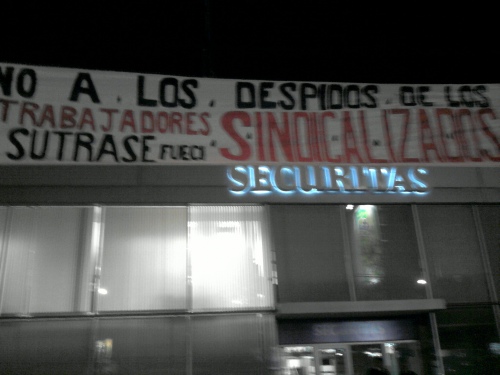 NO A LOS DESPIDOS DE LOS
TRABAJADORES SINDICALIZADOS
SUTRASE FUECI
SECURITAS